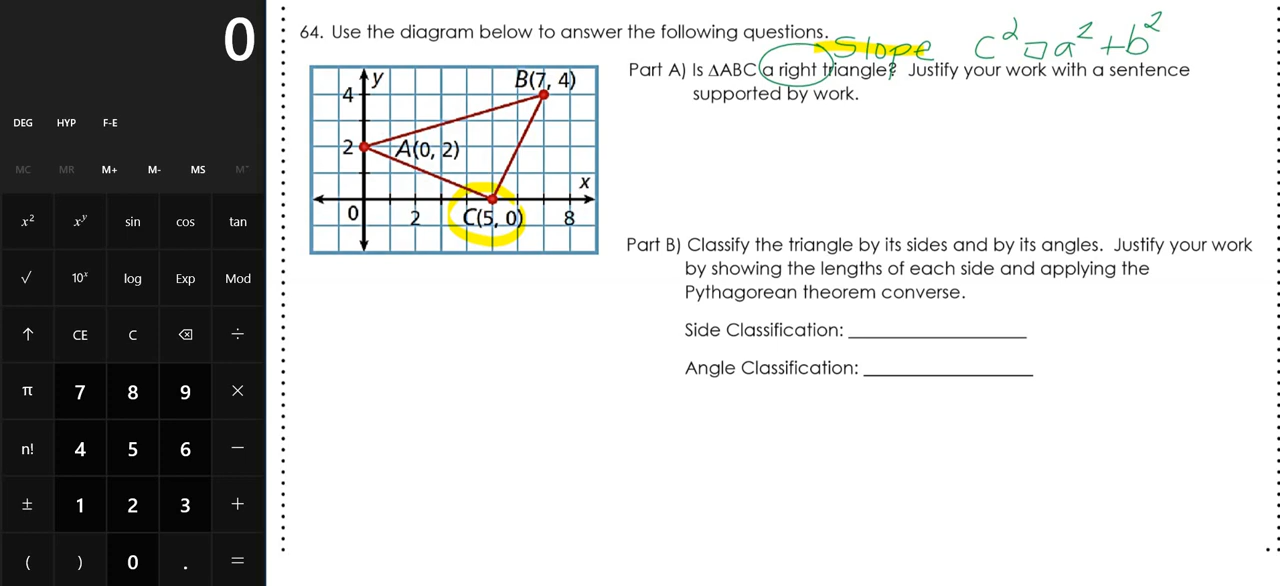 0
DEG HYP F-E
MC MR M+ M- MS M˅
x² xʸ sin cos tan
√ 10ˣ log Exp Mod
↑ CE C ⌫ ÷
π 7 8 9 ×
n! 4 5 6 −
± 1 2 3 +
( ) 0 . =
64. Use the diagram below to answer the following questions.
Slope c² □ a² + b²
Part A) Is ΔABC a right triangle? Justify your work with a sentence
supported by work.
y
B(7, 4)
4
2
A(0, 2)
x
0 2 C(5, 0) 8
Part B) Classify the triangle by its sides and by its angles. Justify your work
by showing the lengths of each side and applying the
Pythagorean theorem converse.
Side Classification: ____________________
Angle Classification: ____________________